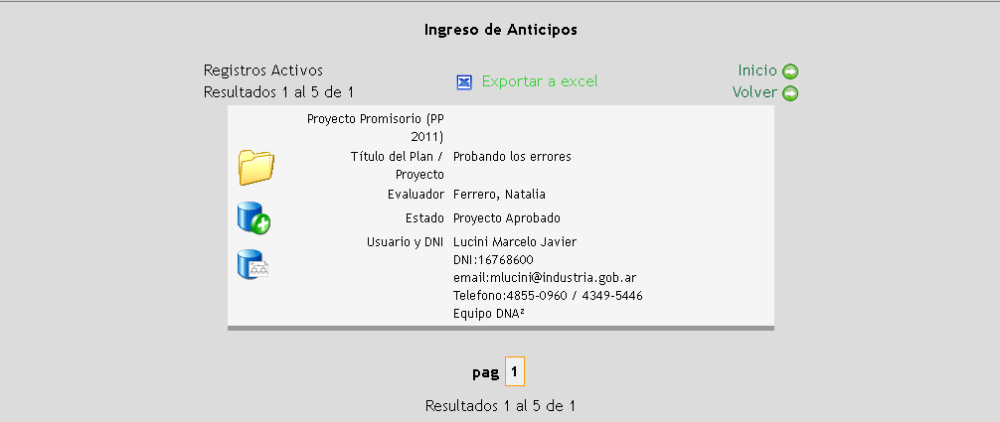 Ingreso de Anticipos
Registros Activos
Exportar a excel
Inicio
Resultados 1 al 5 de 1
Volver
Proyecto Promisorio (PP
2011)
Título del Plan / Probando los errores
Proyecto
Evaluador Ferrero, Natalia
Estado Proyecto Aprobado
Usuario y DNI Lucini Marcelo Javier
DNI:16768600
email:mlucini@industria.gob.ar
Telefono:4855-0960 / 4349-5446
Equipo DNA²
pag 1
Resultados 1 al 5 de 1